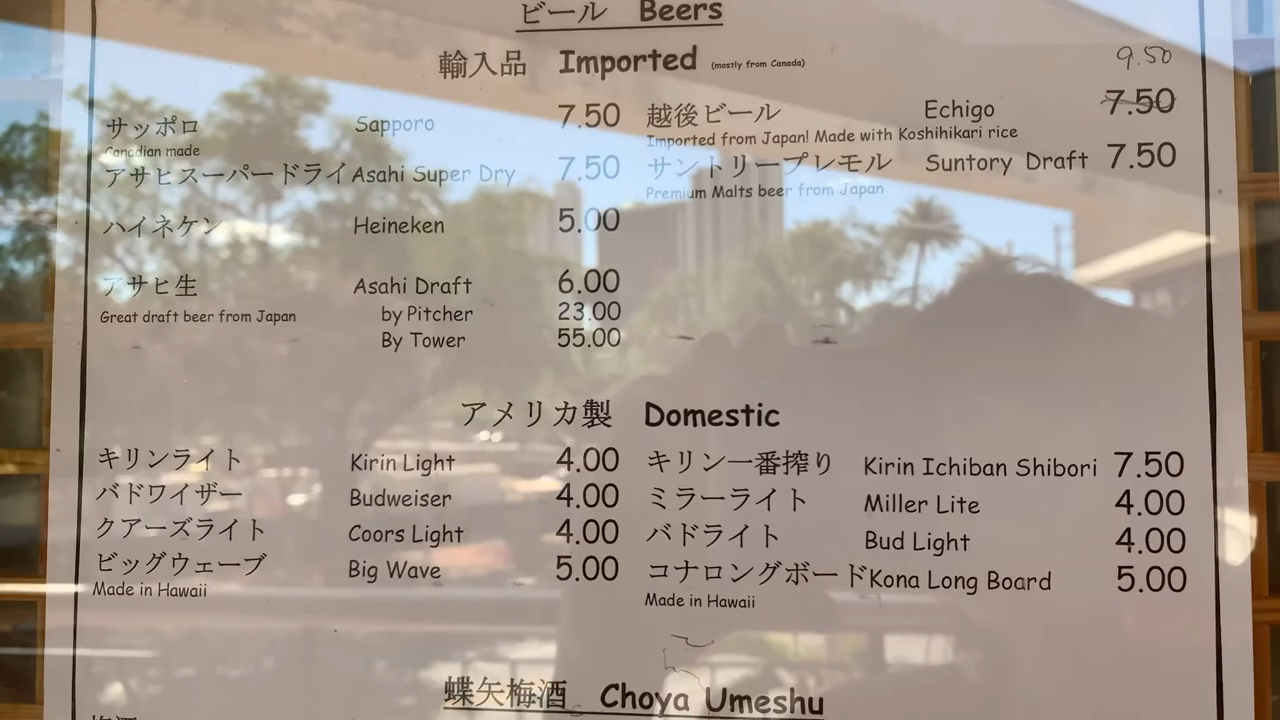 ビール Beers
輸入品 Imported (mostly from Canada)
9.50
サッポロ Sapporo 7.50
Canadian made
アサヒスーパードライ Asahi Super Dry 7.50
ハイネケン Heineken 5.00
アサヒ生 Asahi Draft 6.00
Great draft beer from Japan by Pitcher 23.00
By Tower 55.00
越後ビール Echigo 7.50
Imported from Japan! Made with Koshihikari rice
サントリープレモル Suntory Draft 7.50
Premium Malts beer from Japan
アメリカ製 Domestic
キリンライト Kirin Light 4.00
バドワイザー Budweiser 4.00
クアーズライト Coors Light 4.00
ビッグウェーブ Big Wave 5.00
Made in Hawaii
キリン一番搾り Kirin Ichiban Shibori 7.50
ミラーライト Miller Lite 4.00
バドライト Bud Light 4.00
コナロングボード Kona Long Board 5.00
Made in Hawaii
蝶矢梅酒 Choya Umeshu